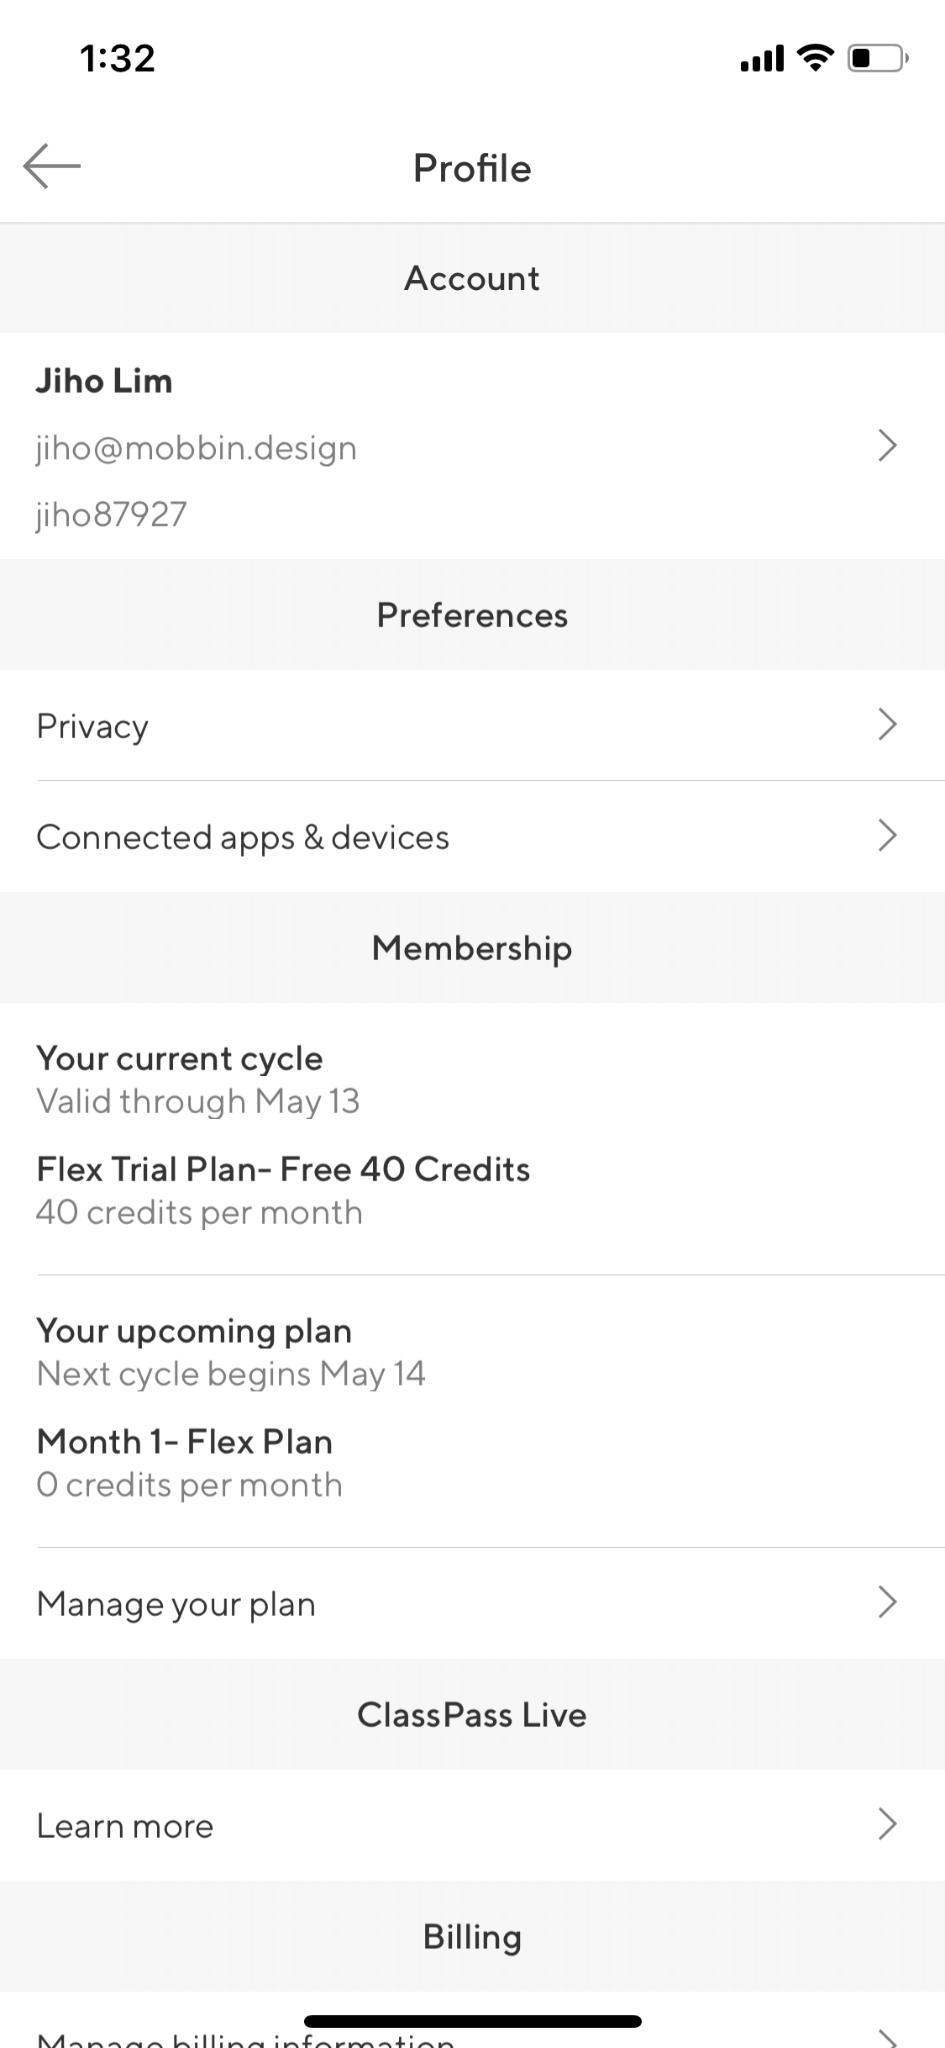 1:32
Profile
Account
Jiho Lim
jiho@mobbin.design
jiho87927
Preferences
Privacy
Connected apps & devices
Membership
Your current cycle
Valid through May 13
Flex Trial Plan- Free 40 Credits
40 credits per month
Your upcoming plan
Next cycle begins May 14
Month 1- Flex Plan
0 credits per month
Manage your plan
ClassPass Live
Learn more
Billing
Manage billing information